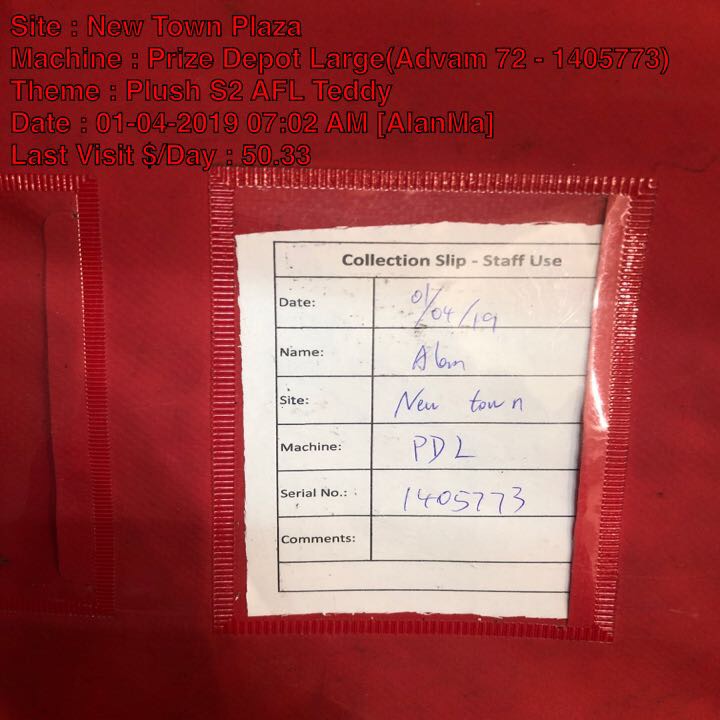 Site : New Town Plaza
Machine : Prize Depot Large(Advam 72 - 1405773)
Theme : Plush S2 AFL Teddy
Date : 01-04-2019 07:02 AM [AlanMa]
Last Visit $/Day : 50.33
Collection Slip - Staff Use
Date: 01/04/19
Name: Alan
Site: New town
Machine: PDL
Serial No.: 1405773
Comments: